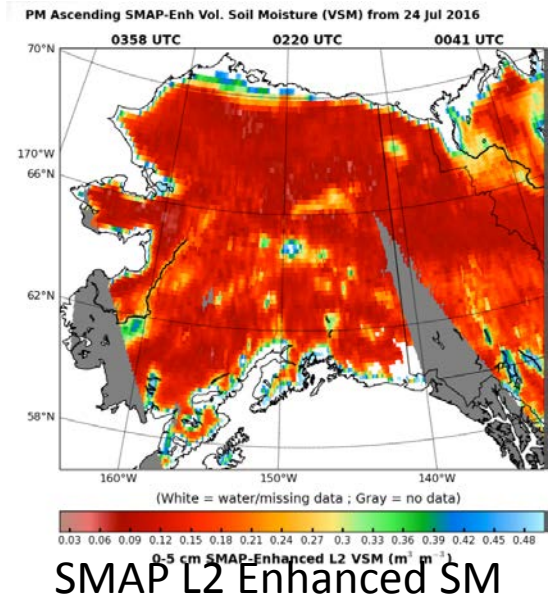 PM Ascending SMAP-Enh Vol. Soil Moisture (VSM) from 24 Jul 2016
0358 UTC 0220 UTC 0041 UTC
70°N
170°W
66°N
62°N
58°N
160°W 150°W 140°W
(White = water/missing data ; Gray = no data)
0.03 0.06 0.09 0.12 0.15 0.18 0.21 0.24 0.27 0.3 0.33 0.36 0.39 0.42 0.45 0.48
0-5 cm SMAP-Enhanced L2 VSM (m³ m⁻³)
SMAP L2 Enhanced SM